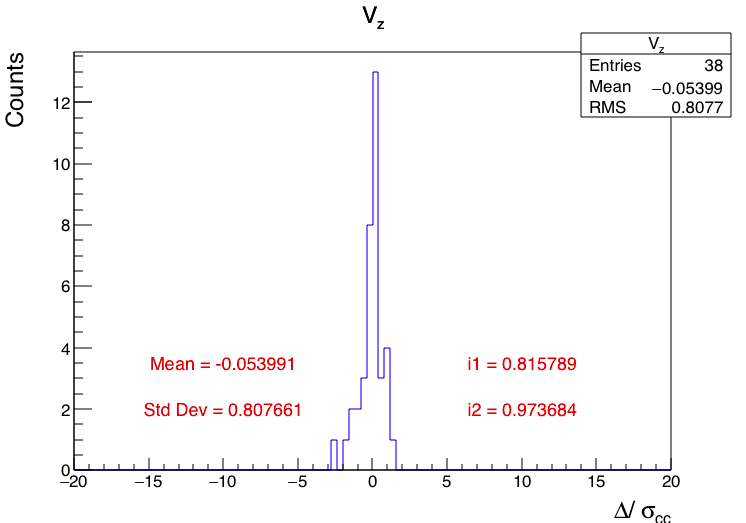 V_z
V_z
Entries 38
Mean −0.05399
RMS 0.8077
Counts
12
10
8
6
4
2
0
Mean = -0.053991
i1 = 0.815789
Std Dev = 0.807661
i2 = 0.973684
−20 −15 −10 −5 0 5 10 15 20
Δ/ σ_cc